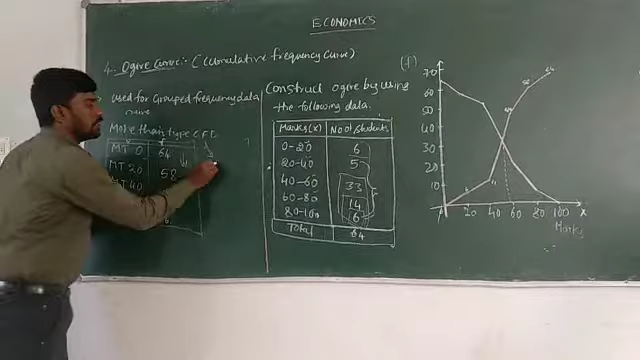 ECONOMICS
4. Ogive Curve:- (Cumulative frequency Curve)
used for Grouped frequency data
More than type C.F.C
MT 0 64
MT 20 58
MT 40
Construct ogive by using
the following data.
Marks(x) No of students
0-20 6
20-40 5
40-60 33
60-80 14
80-100 6
Total 64
(f)
70
60
50
40
30
20
10
20 40 60 80 100 x
Marks